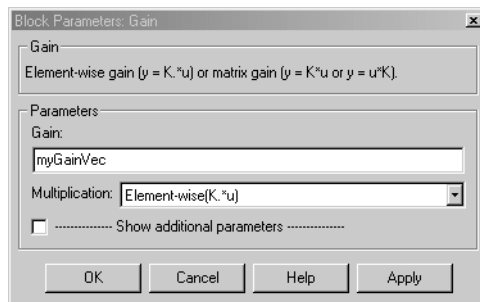 Block Parameters: Gain
Gain
Element-wise gain (y = K.*u) or matrix gain (y = K*u or y = u*K).
Parameters
Gain:
myGainVec
Multiplication: Element-wise(K.*u)
-------------- Show additional parameters --------------
OK Cancel Help Apply